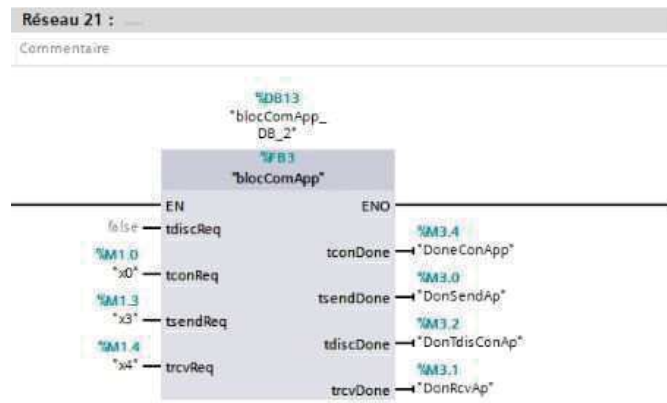 Réseau 21 : ....
Commentaire
%DB13
"blocComApp_
DB_2"
%FB3
"blocComApp"
EN
ENO
false
tdiscReq
%M3.4
tconDone
"DoneConApp"
%M1.0
"x0"
tconReq
%M3.0
tsendDone
"DonSendAp"
%M1.3
"x3"
tsendReq
%M3.2
tdiscDone
"DonTdisConAp"
%M1.4
"x4"
trcvReq
%M3.1
trcvDone
"DonRcvAp"